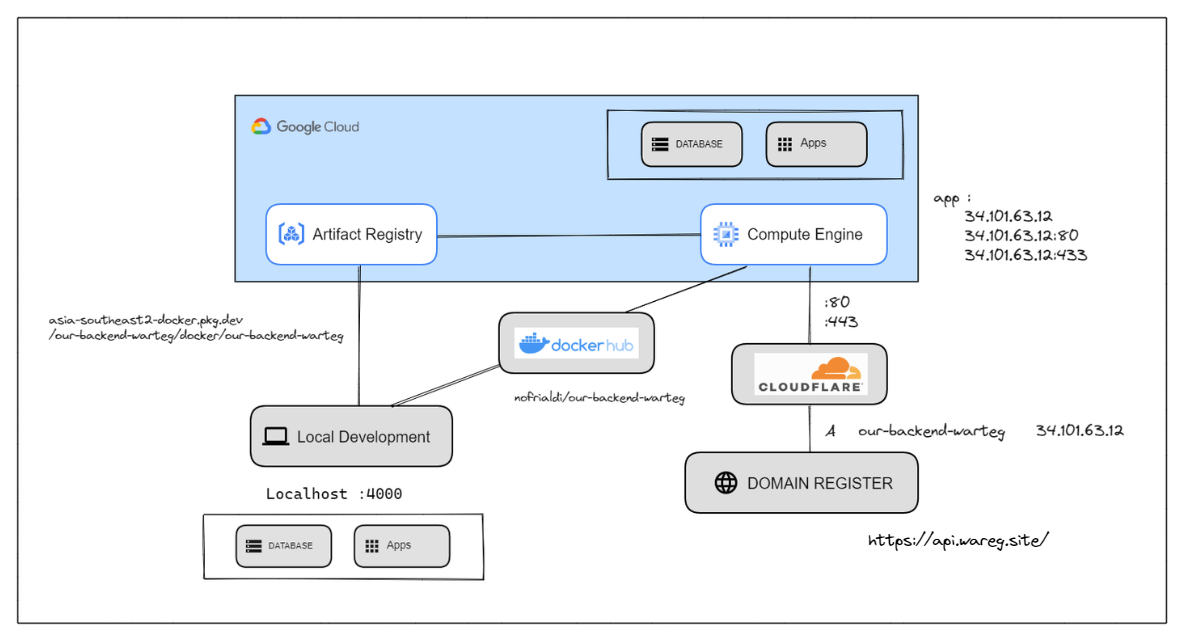 Google Cloud
DATABASE
Apps
Artifact Registry
Compute Engine
app :
34.101.63.12
34.101.63.12:80
34.101.63.12:433
asia-southeast2-docker.pkg.dev
/our-backend-warteg/docker/our-backend-warteg
:80
:443
dockerhub
CLOUDFLARE
nofrialdi/our-backend-warteg
Local Development
A our-backend-warteg 34.101.63.12
DOMAIN REGISTER
Localhost :4000
DATABASE
Apps
https://api.wareg.site/